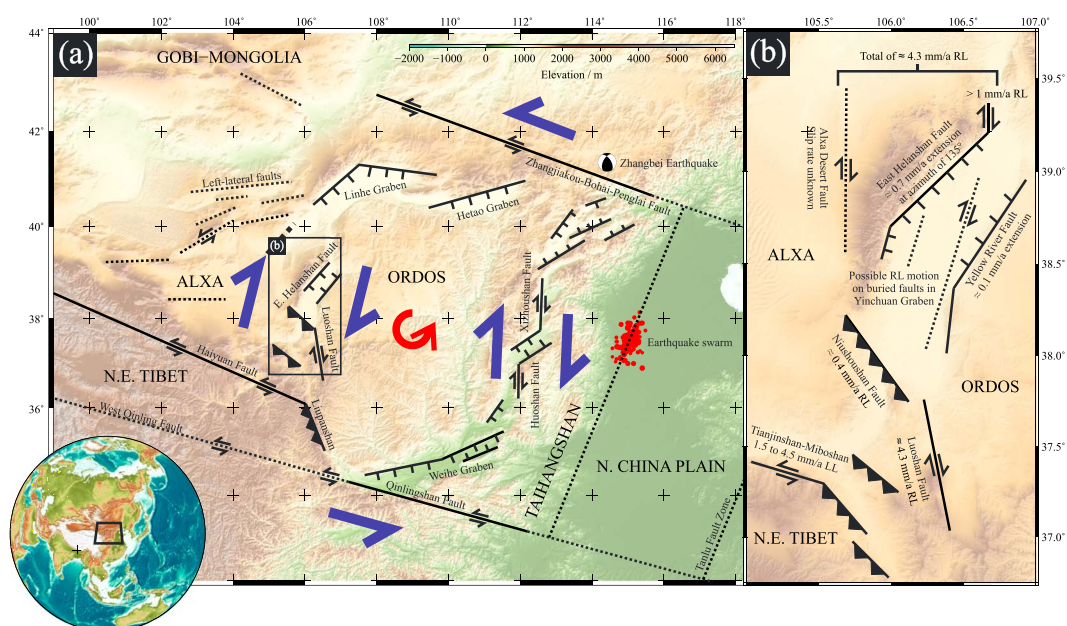 100°
102°
104°
106°
108°
110°
112°
114°
116°
118°
44°
42°
40°
38°
36°
(a)
GOBI−MONGOLIA
−2000
−1000
0
1000
2000
3000
4000
5000
6000
Elevation / m
Zhangbei Earthquake
Zhangjiakou-Bohai-Penglai Fault
Left-lateral faults
Linhe Graben
Hetao Graben
(b)
ALXA
E. Helanshan Fault
ORDOS
Luoshan Fault
Xizhoushan Fault
Earthquake swarm
Haiyuan Fault
N.E. TIBET
West Qinling Fault
Liupanshan
Huoshan Fault
TAIHANGSHAN
Weihe Graben
Qinlingshan Fault
N. CHINA PLAIN
Tanlu Fault Zone
105.5°
106.0°
106.5°
107.0°
39.5°
39.0°
38.5°
38.0°
37.5°
37.0°
(b)
Total of ≈ 4.3 mm/a RL
> 1 mm/a RL
Alxa Desert Fault
slip rate unknown
East Helanshan Fault
≈ 0.7 mm/a extension
at azimuth of 135°
ALXA
Possible RL motion
on buried faults in
Yinchuan Graben
Yellow River Fault
≈ 0.1 mm/a extension
Niushoushan Fault
≈ 0.4 mm/a RL
ORDOS
Tianjinshan-Miboshan
1.5 to 4.5 mm/a LL
Luoshan Fault
≈ 4.3 mm/a RL
N.E. TIBET